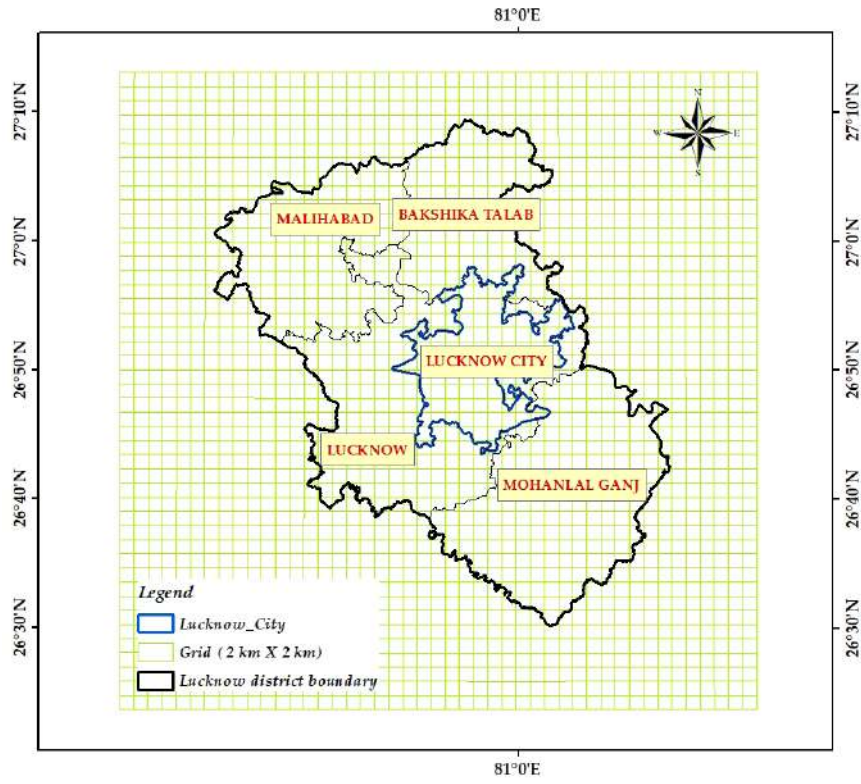 81°0'E
27°10'N
27°10'N
N
W
E
S
MALIHABAD
BAKSHIKA TALAB
27°0'N
27°0'N
LUCKNOW CITY
26°50'N
26°50'N
LUCKNOW
MOHANLAL GANJ
26°40'N
26°40'N
Legend
Lucknow_City
Grid ( 2 km X 2 km)
Lucknow district boundary
26°30'N
26°30'N
81°0'E